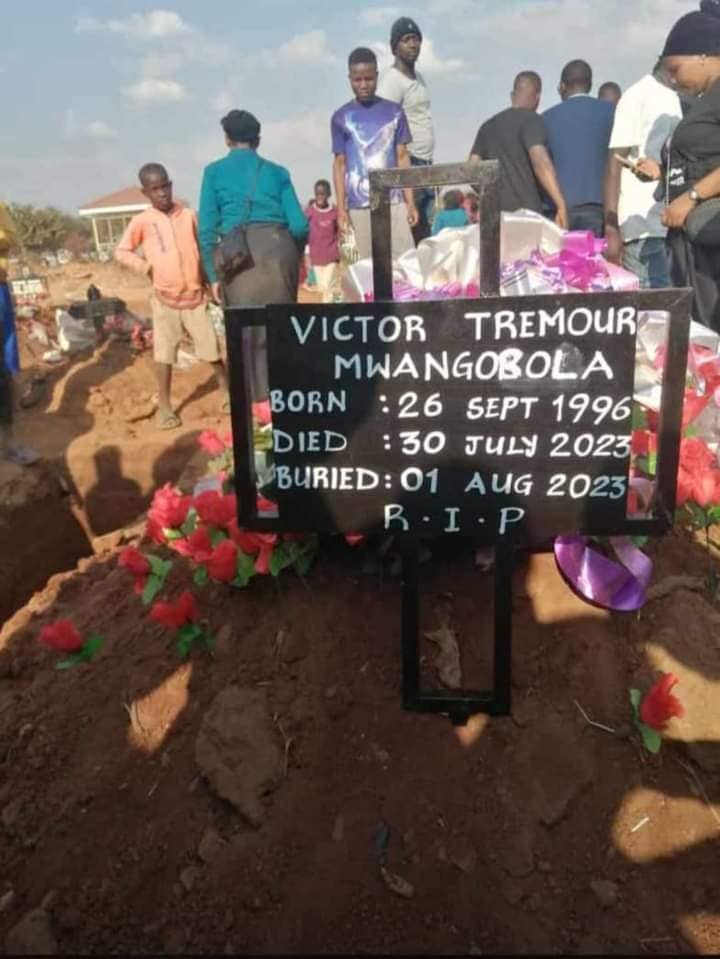 VICTOR TREMOUR
MWANGOBOLA
BORN : 26 SEPT 1996
DIED : 30 JULY 2023
BURIED: 01 AUG 2023
R.I.P